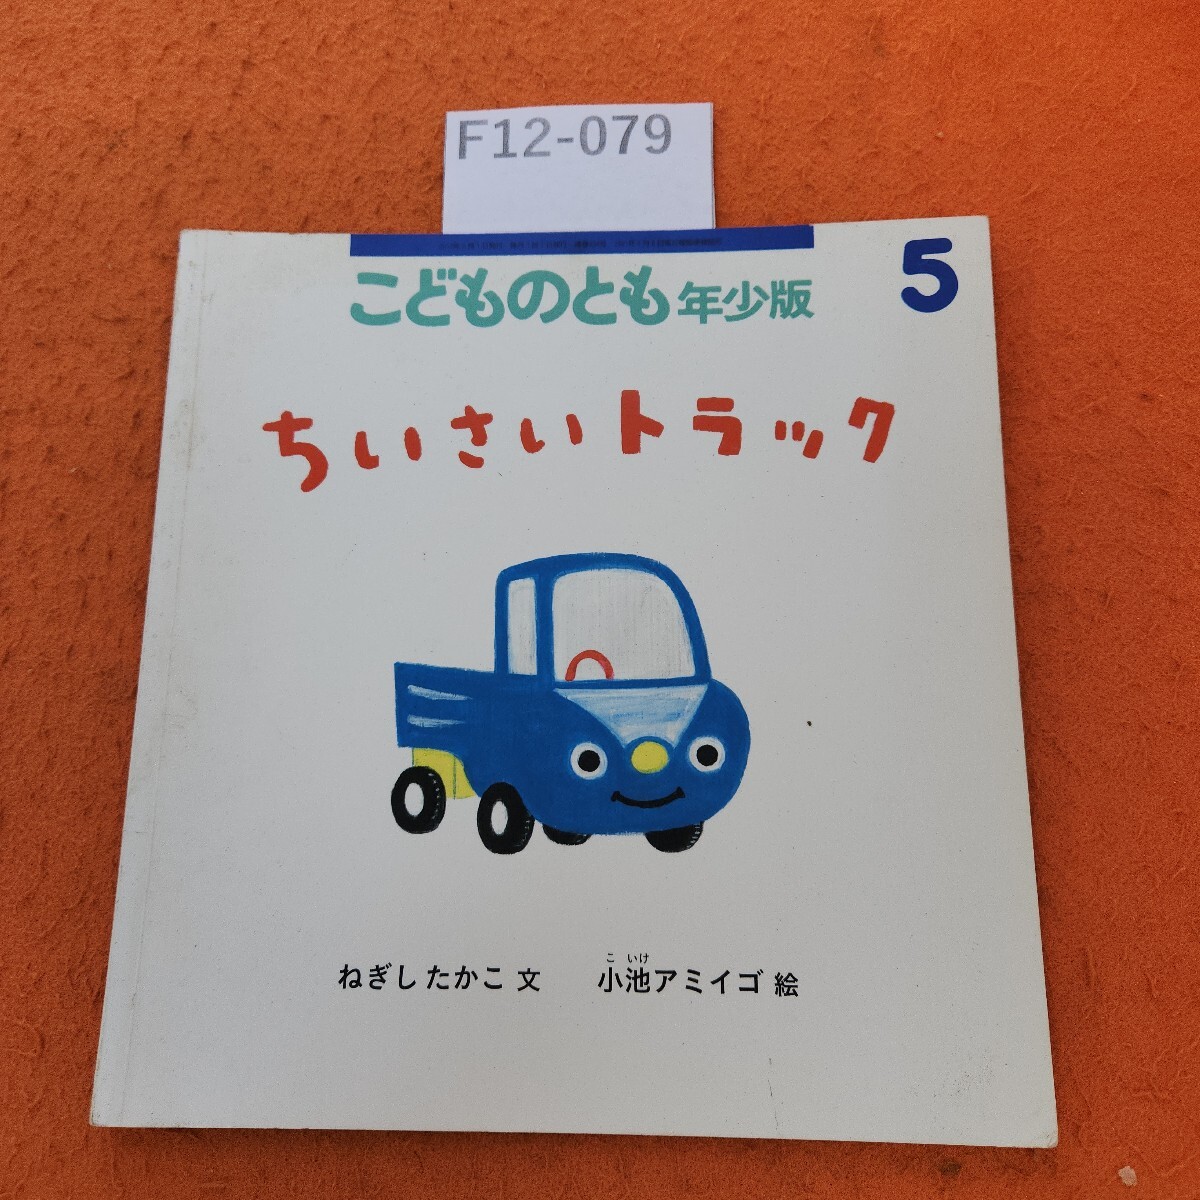 F12-079
こどものとも 年少版
5
ちいさいトラック
ねぎし たかこ 文
こ いけ
小池アミイゴ 絵